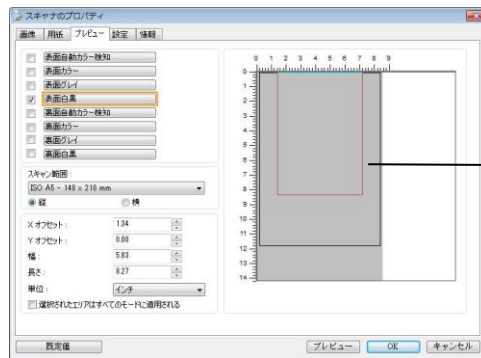 スキャナのプロパティ
画像 用紙 プレビュー 設定 情報
表面自動カラー検知
表面カラー
表面グレイ
表面白黒
裏面自動カラー検知
裏面カラー
裏面グレイ
裏面白黒
スキャン範囲:
ISO A5 - 148 x 210 mm
縦 横
X オフセット: 1.34
Y オフセット: 0.00
幅: 5.83
長さ: 8.27
単位: インチ
選択されたエリアはすべてのモードに適用される
0 1 2 3 4 5 6 7 8 9
0
1
2
3
4
5
6
7
8
9
10
11
12
13
14
既定値 プレビュー OK キャンセル